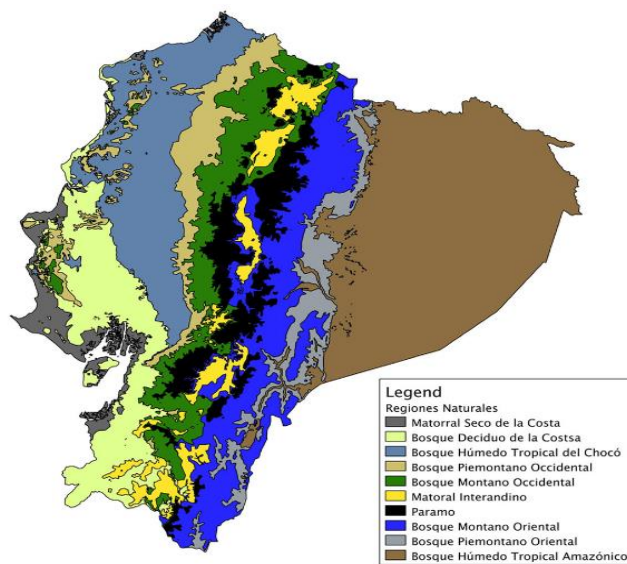 Legend
Regiones Naturales
Matorral Seco de la Costa
Bosque Deciduo de la Costsa
Bosque Húmedo Tropical del Chocó
Bosque Piemontano Occidental
Bosque Montano Occidental
Matoral Interandino
Paramo
Bosque Montano Oriental
Bosque Piemontano Oriental
Bosque Húmedo Tropical Amazónico